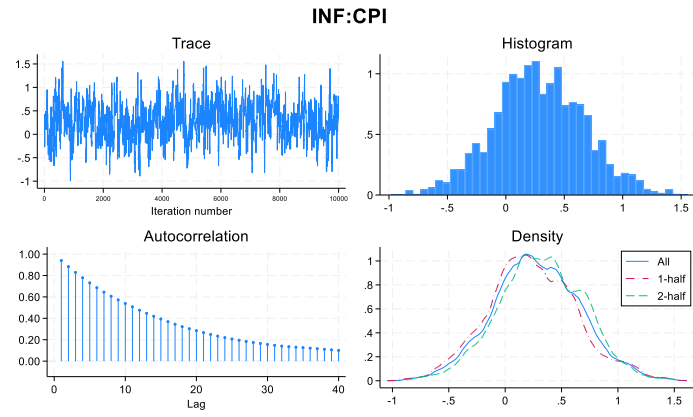 INF:CPI
Trace
1.5
1
.5
0
-.5
-1
0 2000 4000 6000 8000 10000
Iteration number
Histogram
1
.5
0
-1 -.5 0 .5 1 1.5
Autocorrelation
1.00
0.80
0.60
0.40
0.20
0.00
0 10 20 30 40
Lag
Density
1
.8
.6
.4
.2
0
-1 -.5 0 .5 1 1.5
All
1-half
2-half